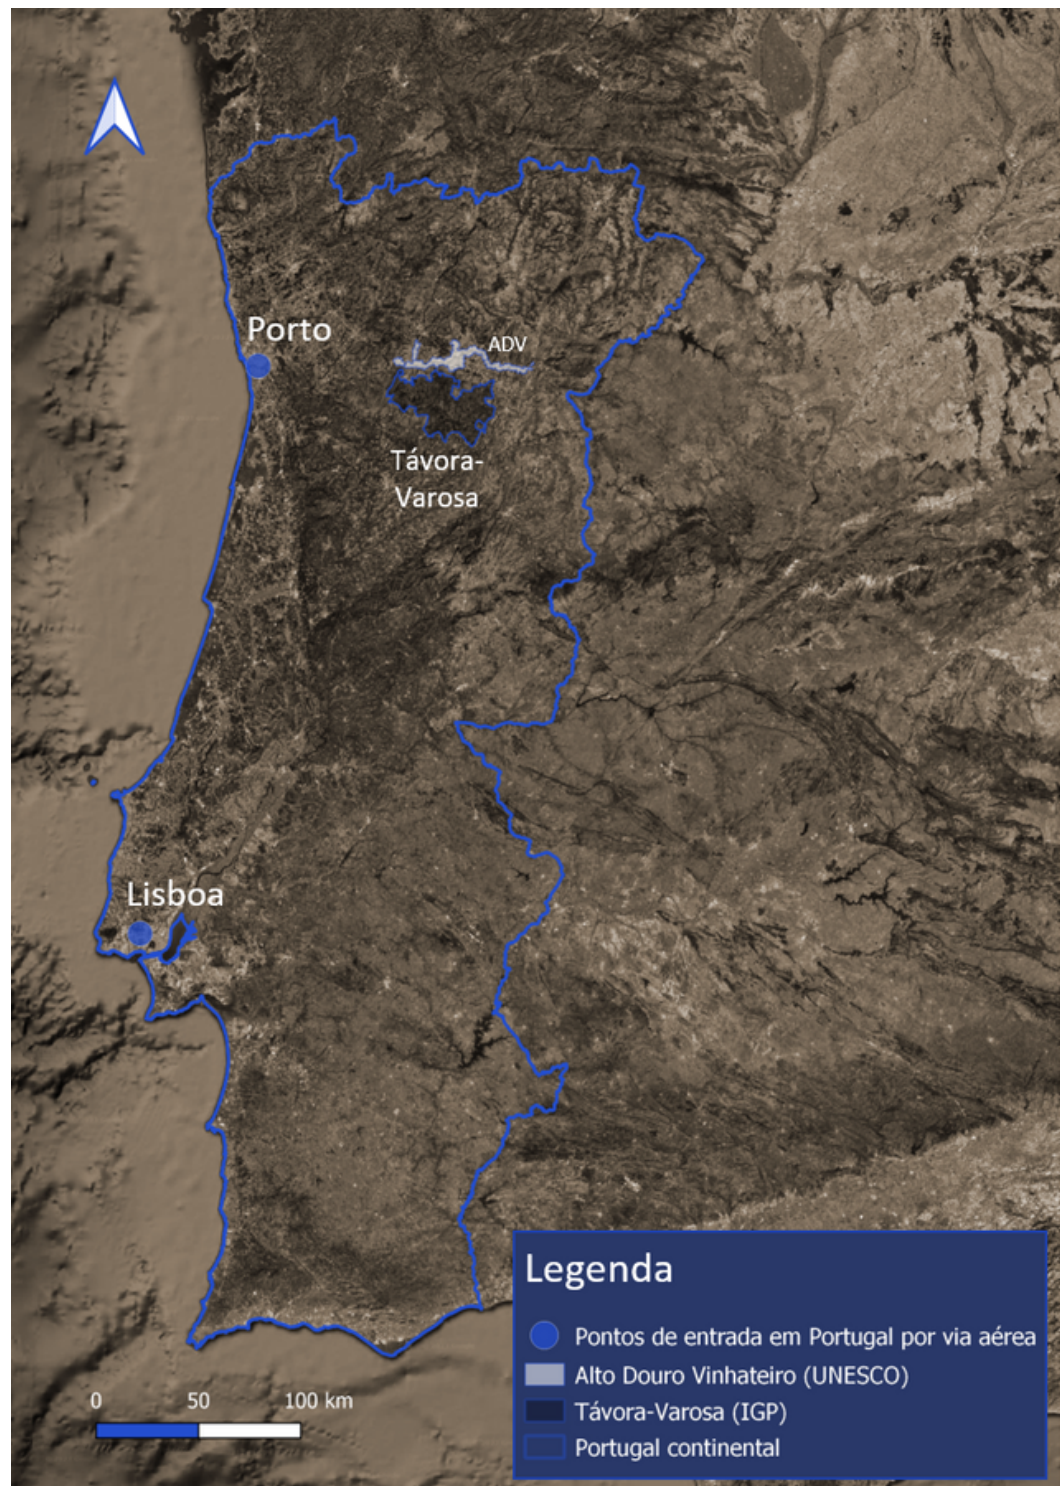 Porto
ADV
Távora-
Varosa
Lisboa
Legenda
Pontos de entrada em Portugal por via aérea
Alto Douro Vinhateiro (UNESCO)
Távora-Varosa (IGP)
Portugal continental
0 50 100 km